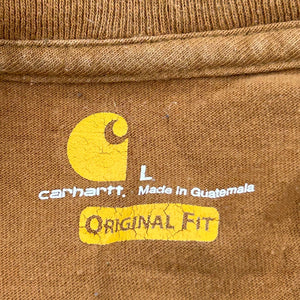 L
carhartt. Made in Guatemala
ORIGINAL FIT